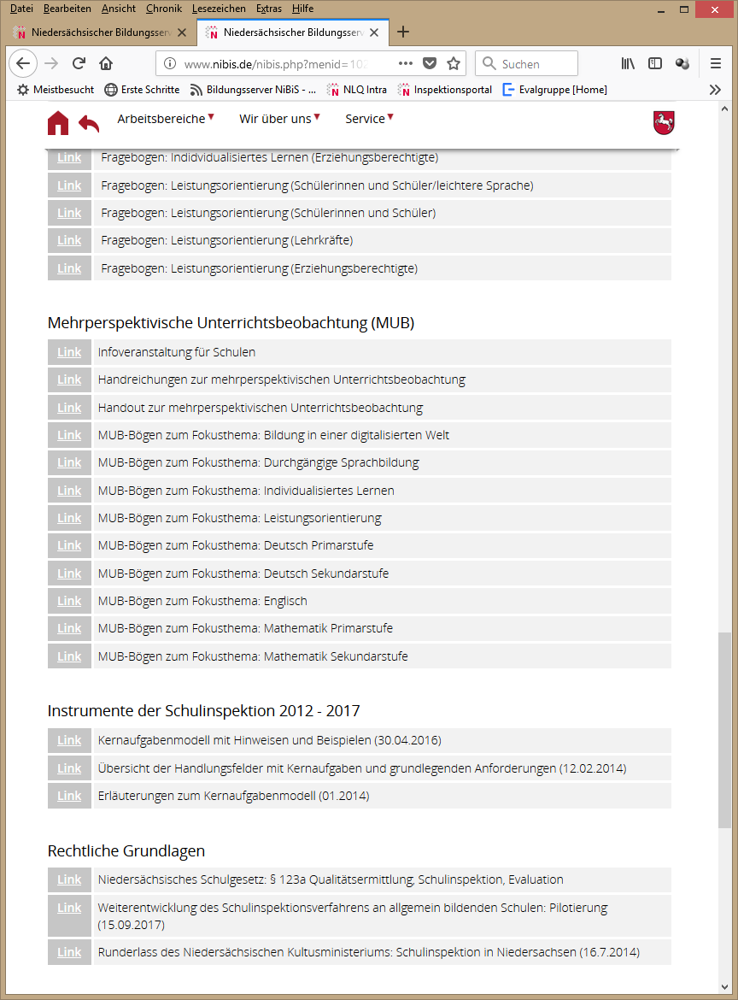 Datei Bearbeiten Ansicht Chronik Lesezeichen Extras Hilfe
Niedersächsischer Bildungsserv
Niedersächsischer Bildungsserv
www.nibis.de/nibis.php?menid=10
Suchen
Meistbesucht Erste Schritte Bildungsserver NiBiS - ... NLQ Intra Inspektionsportal Evalgruppe [Home]
Arbeitsbereiche Wir über uns Service
Link Fragebogen: Indidvidualisiertes Lernen (Erziehungsberechtigte)
Link Fragebogen: Leistungsorientierung (Schülerinnen und Schüler/leichtere Sprache)
Link Fragebogen: Leistungsorientierung (Schülerinnen und Schüler)
Link Fragebogen: Leistungsorientierung (Lehrkräfte)
Link Fragebogen: Leistungsorientierung (Erziehungsberechtigte)
Mehrperspektivische Unterrichtsbeobachtung (MUB)
Link Infoveranstaltung für Schulen
Link Handreichungen zur mehrperspektivischen Unterrichtsbeobachtung
Link Handout zur mehrperspektivischen Unterrichtsbeobachtung
Link MUB-Bögen zum Fokusthema: Bildung in einer digitalisierten Welt
Link MUB-Bögen zum Fokusthema: Durchgängige Sprachbildung
Link MUB-Bögen zum Fokusthema: Individualisiertes Lernen
Link MUB-Bögen zum Fokusthema: Leistungsorientierung
Link MUB-Bögen zum Fokusthema: Deutsch Primarstufe
Link MUB-Bögen zum Fokusthema: Deutsch Sekundarstufe
Link MUB-Bögen zum Fokusthema: Englisch
Link MUB-Bögen zum Fokusthema: Mathematik Primarstufe
Link MUB-Bögen zum Fokusthema: Mathematik Sekundarstufe
Instrumente der Schulinspektion 2012 - 2017
Link Kernaufgabenmodell mit Hinweisen und Beispielen (30.04.2016)
Link Übersicht der Handlungsfelder mit Kernaufgaben und grundlegenden Anforderungen (12.02.2014)
Link Erläuterungen zum Kernaufgabenmodell (01.2014)
Rechtliche Grundlagen
Link Niedersächsisches Schulgesetz: § 123a Qualitätsermittlung, Schulinspektion, Evaluation
Link Weiterentwicklung des Schulinspektionsverfahrens an allgemein bildenden Schulen: Pilotierung
(15.09.2017)
Link Runderlass des Niedersächsischen Kultusministeriums: Schulinspektion in Niedersachsen (16.7.2014)